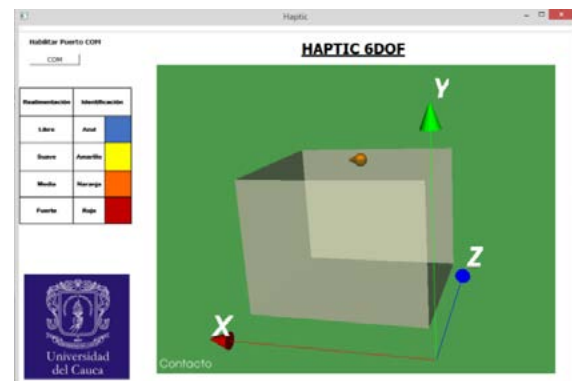 Haptic
Habilitar Puerto COM
COM
HAPTIC 6DOF
Realimentación Identificación
Libre Azul
Suave Amarillo
Media Naranja
Fuerte Rojo
Y
Z
X
Contacto
Universidad
del Cauca